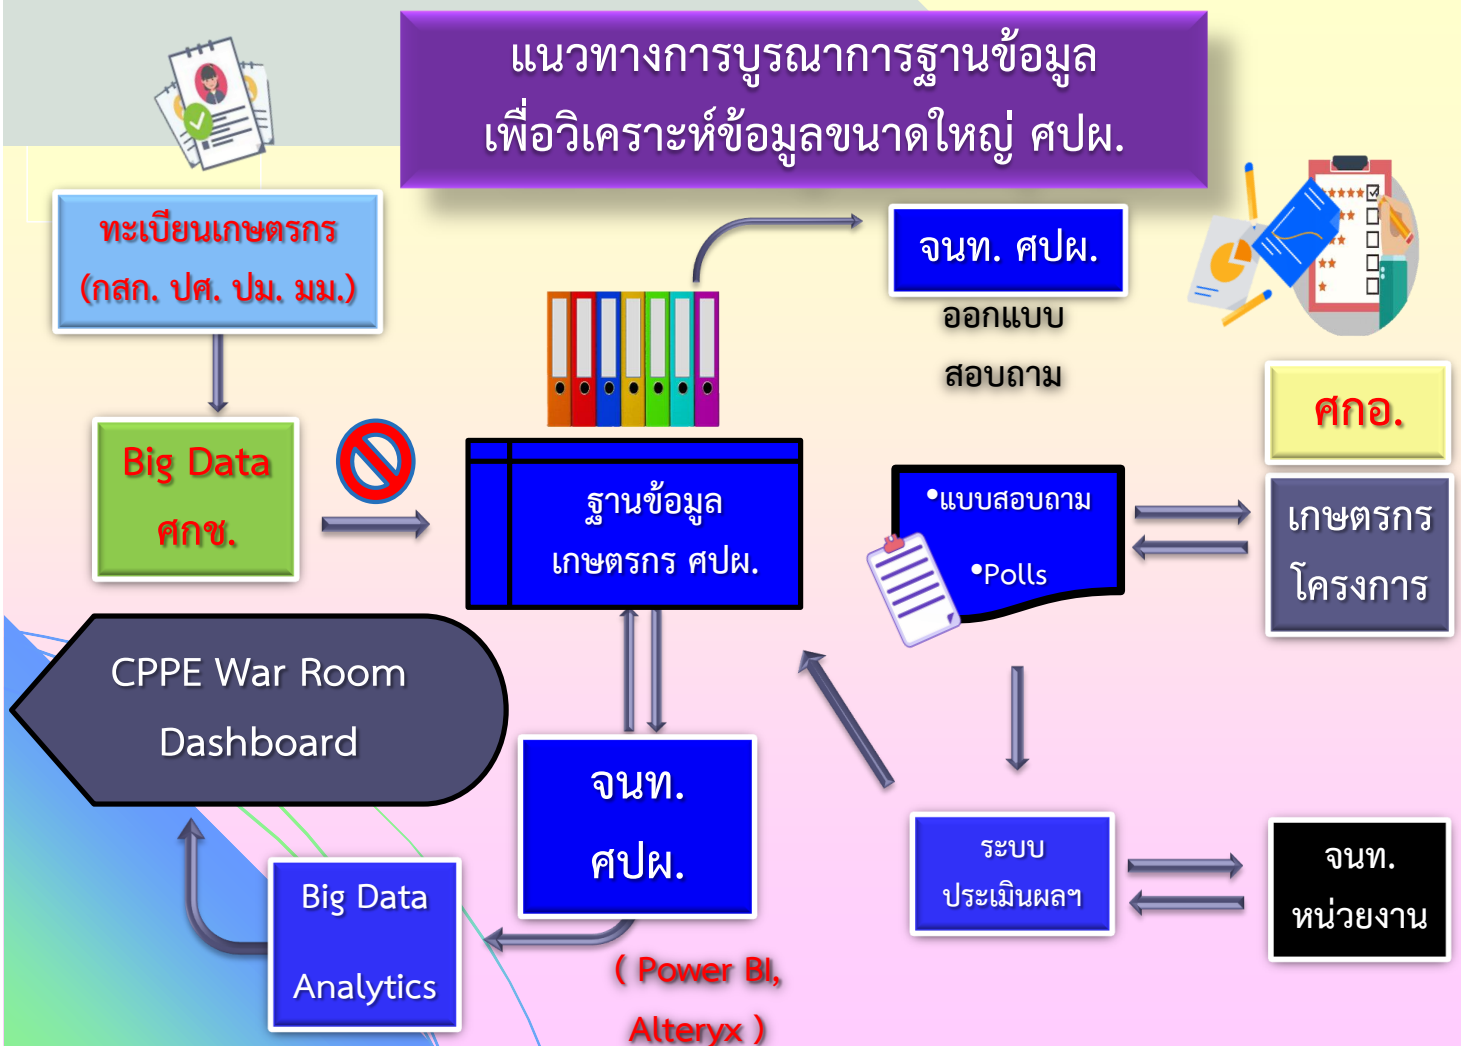 แนวทางการบูรณาการฐานข้อมูล
เพื่อวิเคราะห์ข้อมูลขนาดใหญ่ ศปผ.
ทะเบียนเกษตรกร
(กสก. ปศ. ปม. มม.)
จนท. ศปผ.
ออกแบบ
สอบถาม
Big Data
ศกช.
ฐานข้อมูล
เกษตรกร ศปผ.
•แบบสอบถาม
•Polls
ศกอ.
เกษตรกร
โครงการ
CPPE War Room
Dashboard
จนท.
ศปผ.
ระบบ
ประเมินผลฯ
จนท.
หน่วยงาน
Big Data
Analytics
( Power BI,
Alteryx )